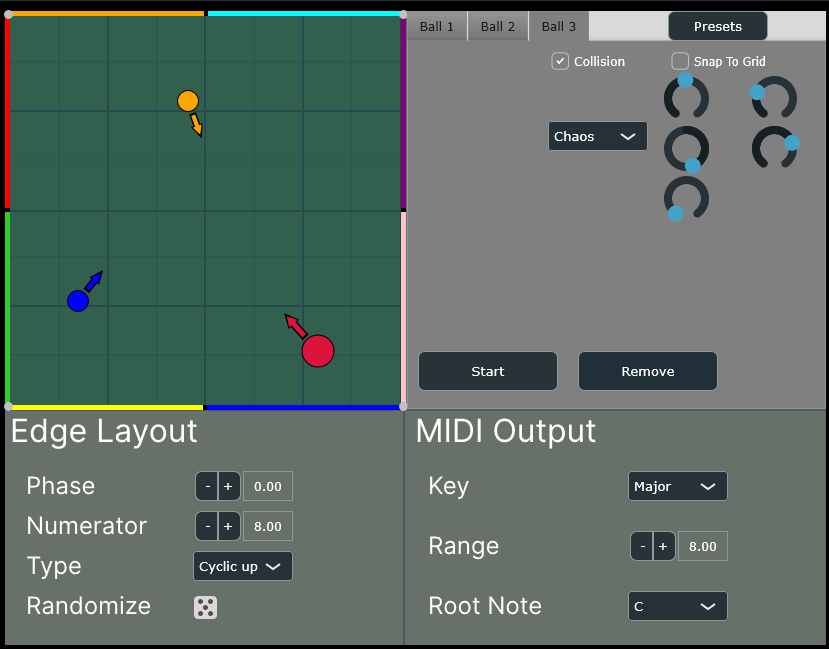 Ball 1 Ball 2 Ball 3 Presets
Collision Snap To Grid
Chaos
Start Remove
Edge Layout
Phase - + 0.00
Numerator - + 8.00
Type Cyclic up
Randomize
MIDI Output
Key Major
Range - + 8.00
Root Note C